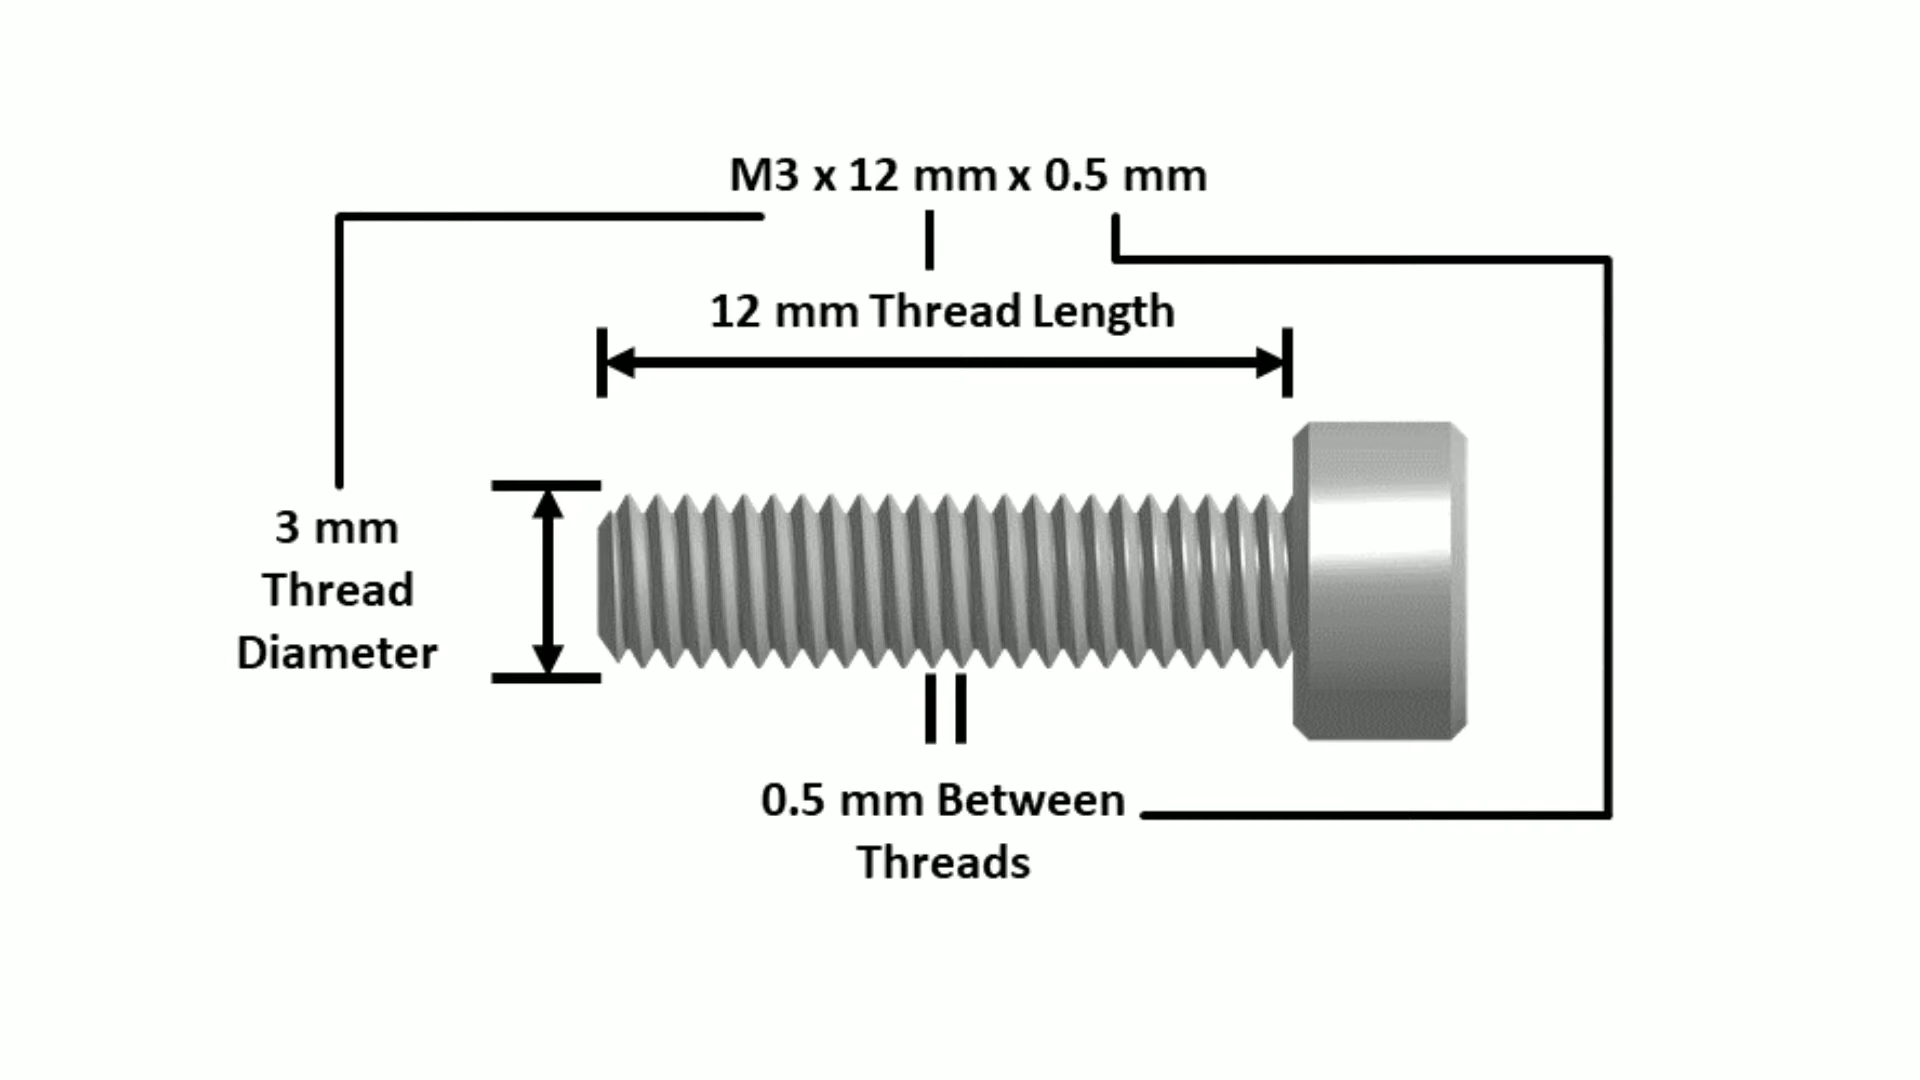 M3 x 12 mm x 0.5 mm
12 mm Thread Length
3 mm
Thread
Diameter
0.5 mm Between
Threads